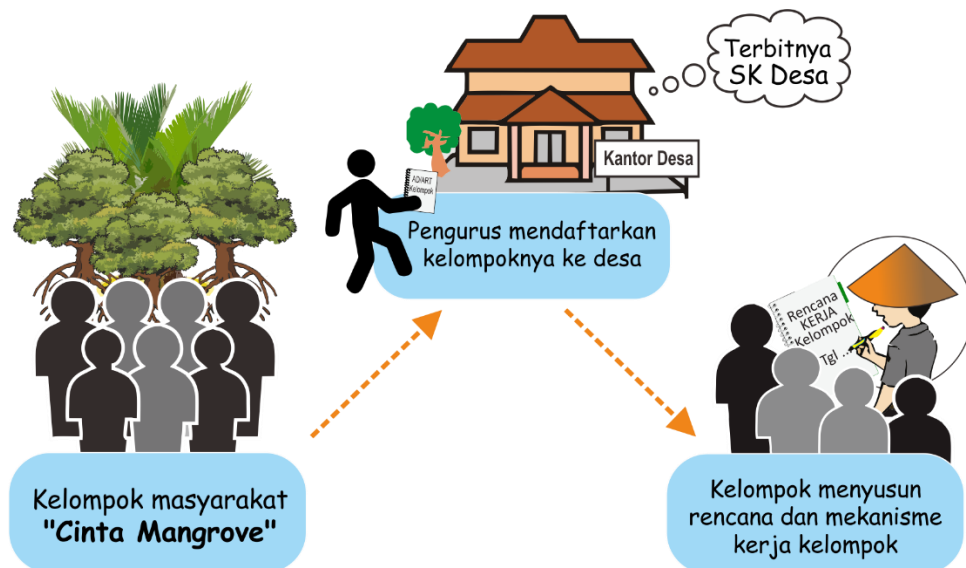 Terbitnya
SK Desa
Kantor Desa
AD/ART
Kelompok
Pengurus mendaftarkan
kelompoknya ke desa
Rencana
KERJA
Kelompok
Tgl ...
Kelompok masyarakat
"Cinta Mangrove"
Kelompok menyusun
rencana dan mekanisme
kerja kelompok